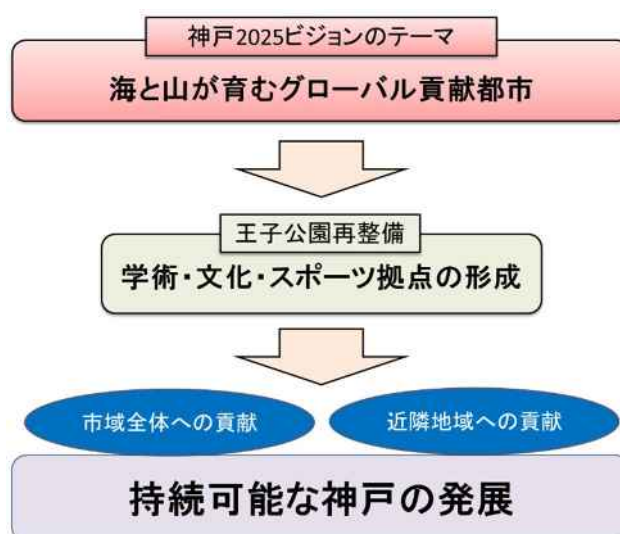 神戸2025ビジョンのテーマ
海と山が育むグローバル貢献都市
王子公園再整備
学術・文化・スポーツ拠点の形成
市域全体への貢献
近隣地域への貢献
持続可能な神戸の発展